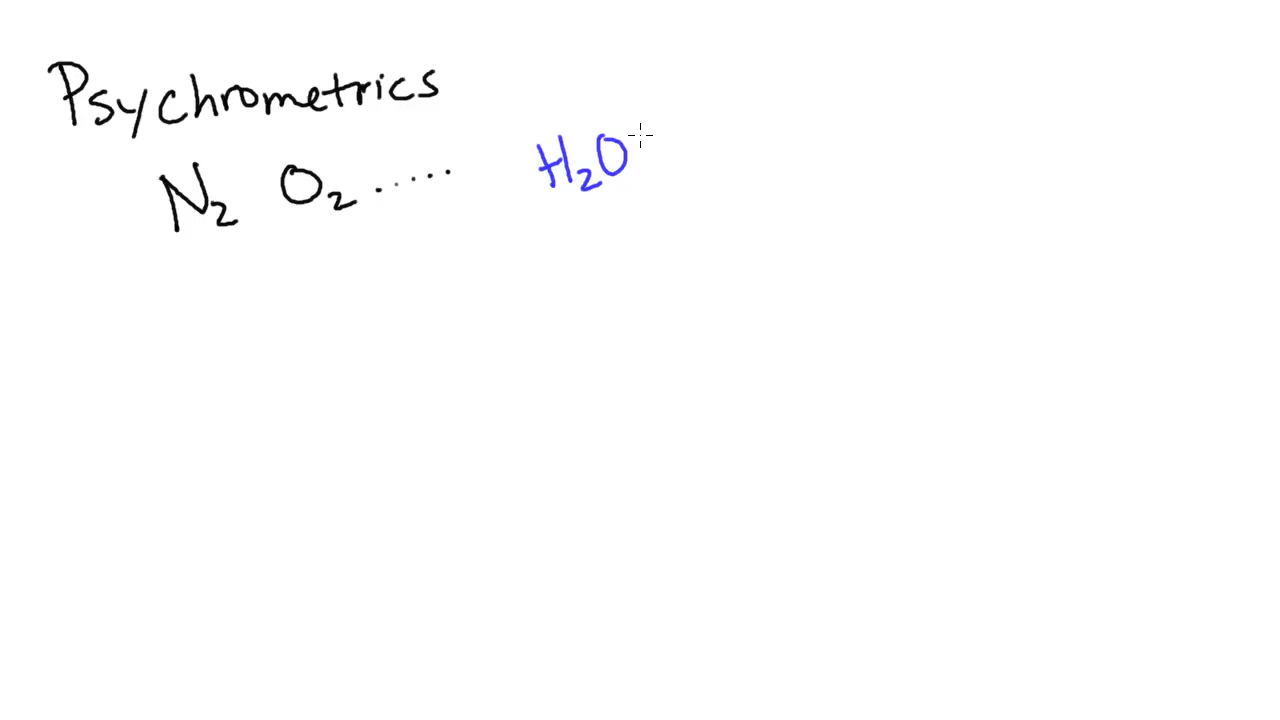 Psychrometrics
N₂ O₂ ..... H₂O